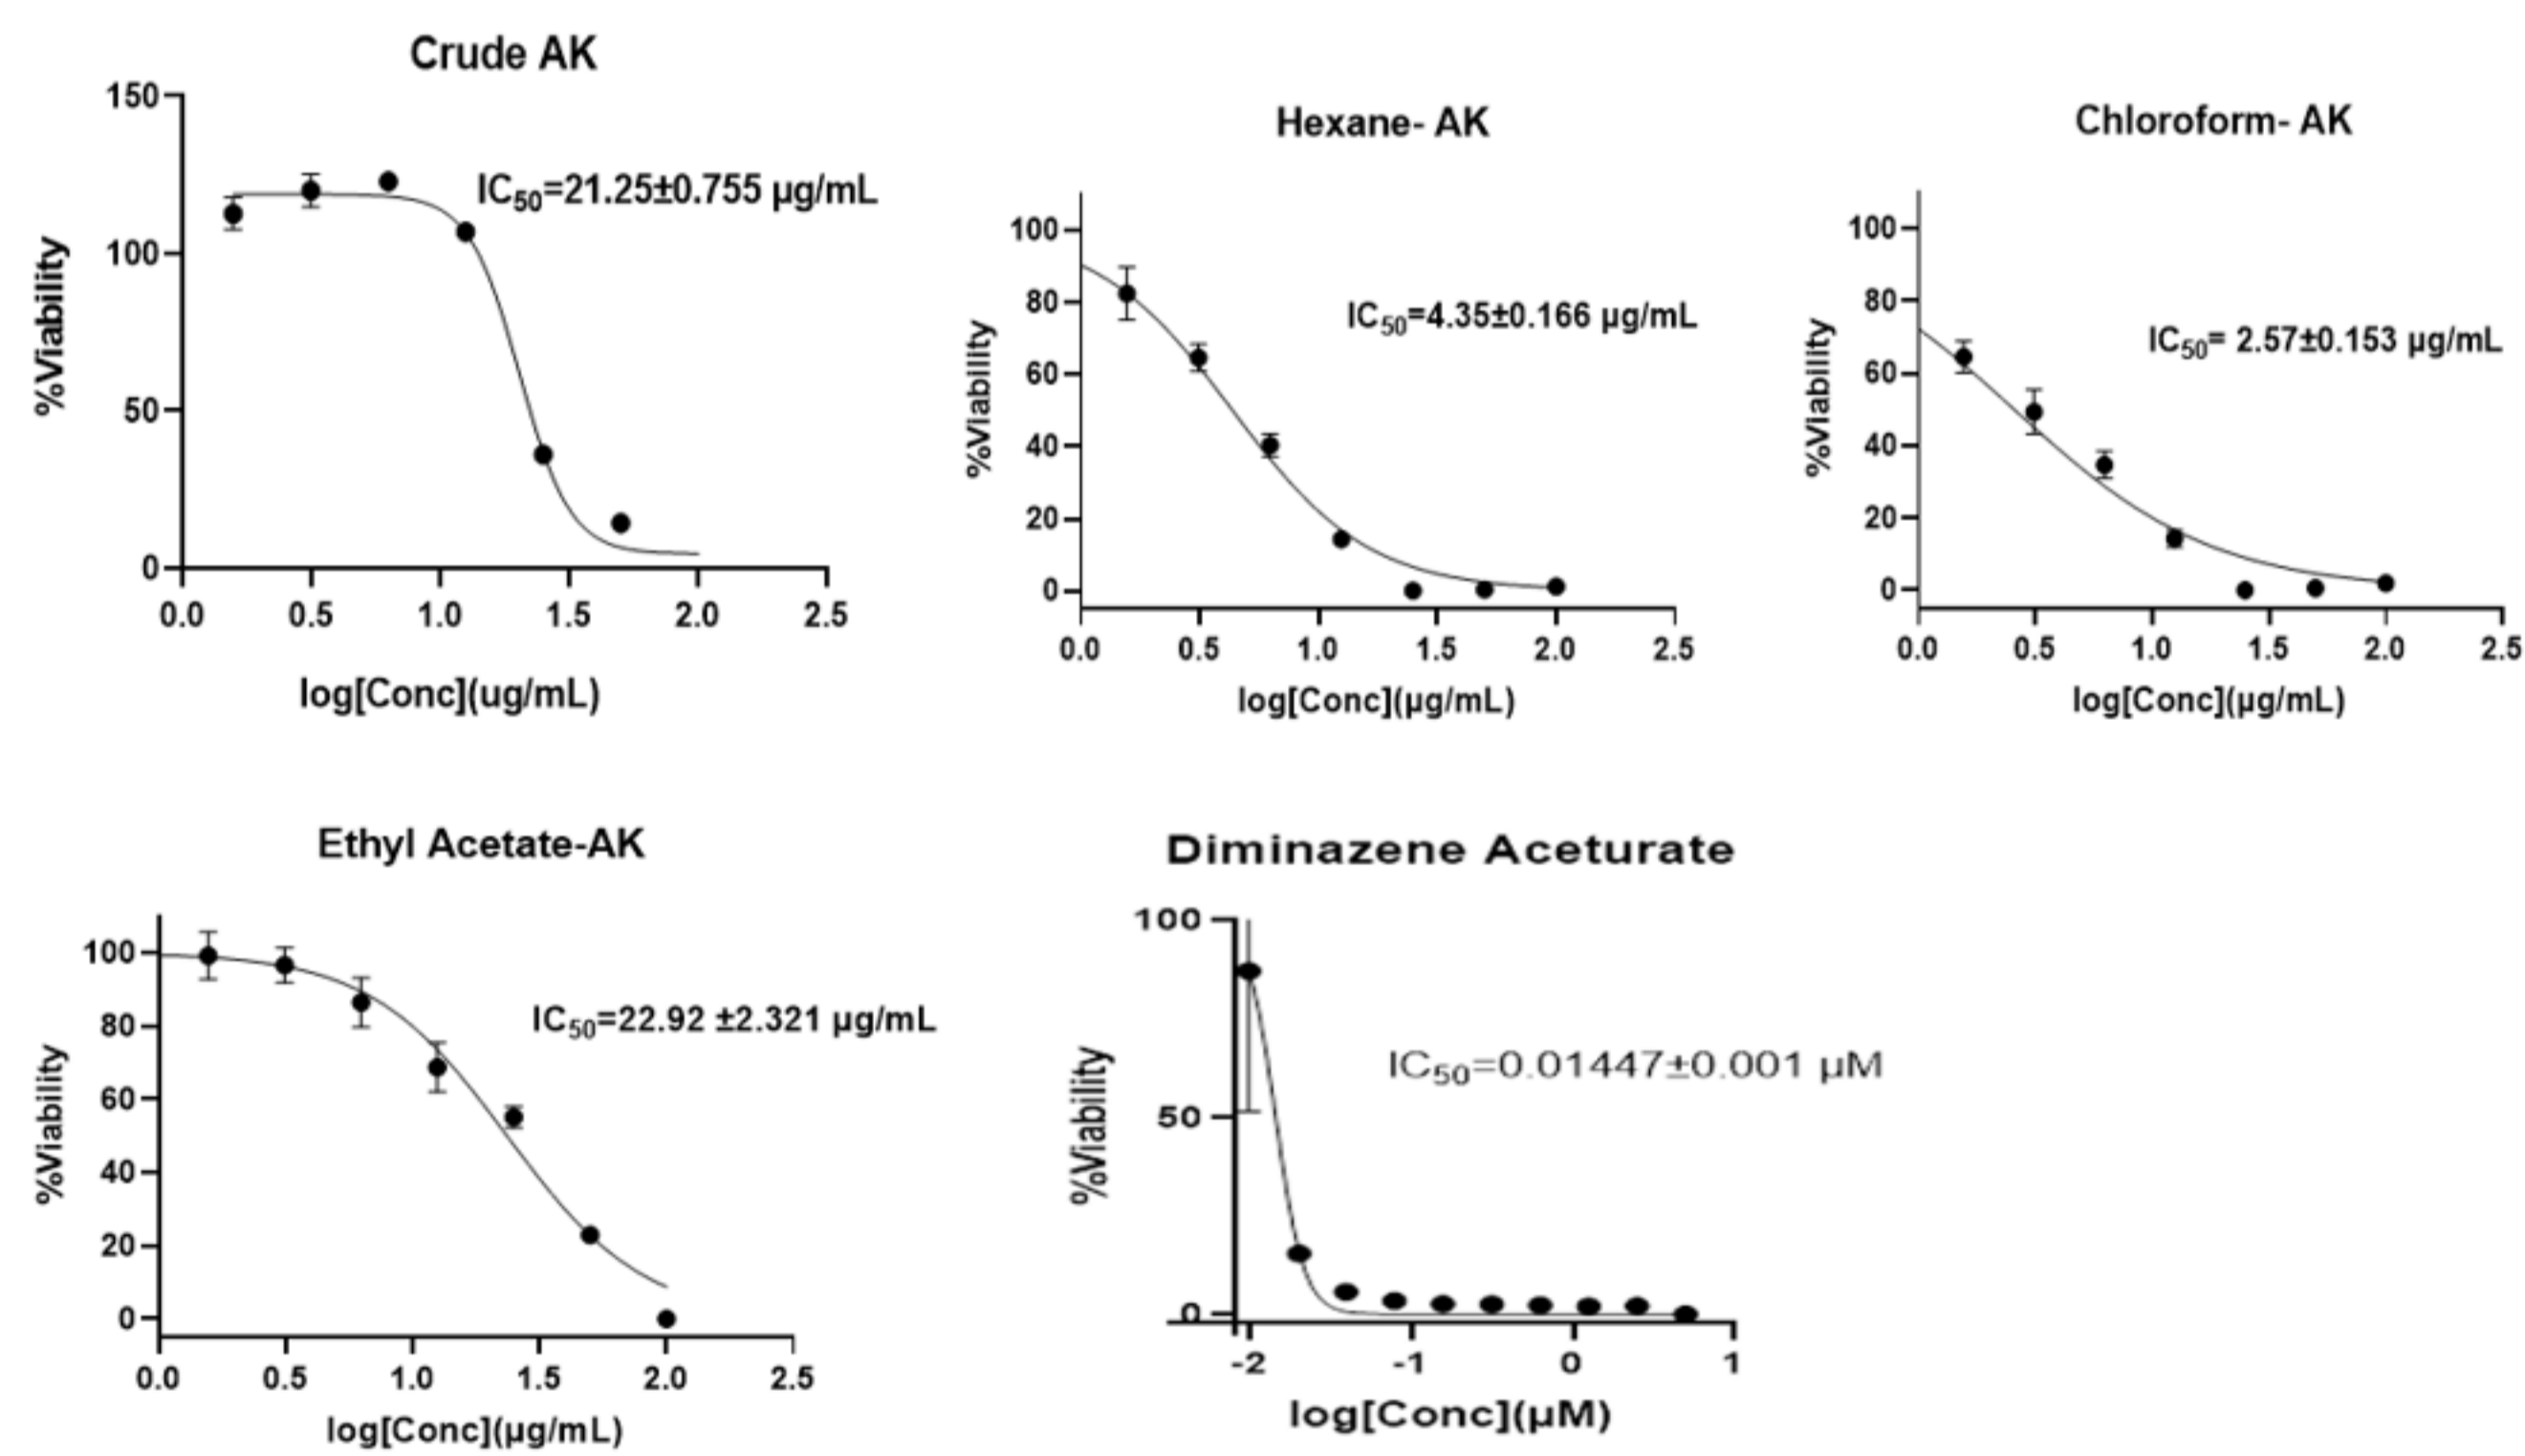 Crude AK
150
100
50
0
%Viability
IC50=21.25±0.755 µg/mL
0.0 0.5 1.0 1.5 2.0 2.5
log[Conc](ug/mL)
Hexane- AK
100
80
60
40
20
0
%Viability
IC50=4.35±0.166 µg/mL
0.0 0.5 1.0 1.5 2.0 2.5
log[Conc](µg/mL)
Chloroform- AK
100
80
60
40
20
0
%Viability
IC50= 2.57±0.153 µg/mL
0.0 0.5 1.0 1.5 2.0 2.5
log[Conc](µg/mL)
Ethyl Acetate-AK
100
80
60
40
20
0
%Viability
IC50=22.92 ±2.321 µg/mL
0.0 0.5 1.0 1.5 2.0 2.5
log[Conc](µg/mL)
Diminazene Aceturate
100
50
0
%Viability
IC50=0.01447±0.001 µM
-2 -1 0 1
log[Conc](µM)